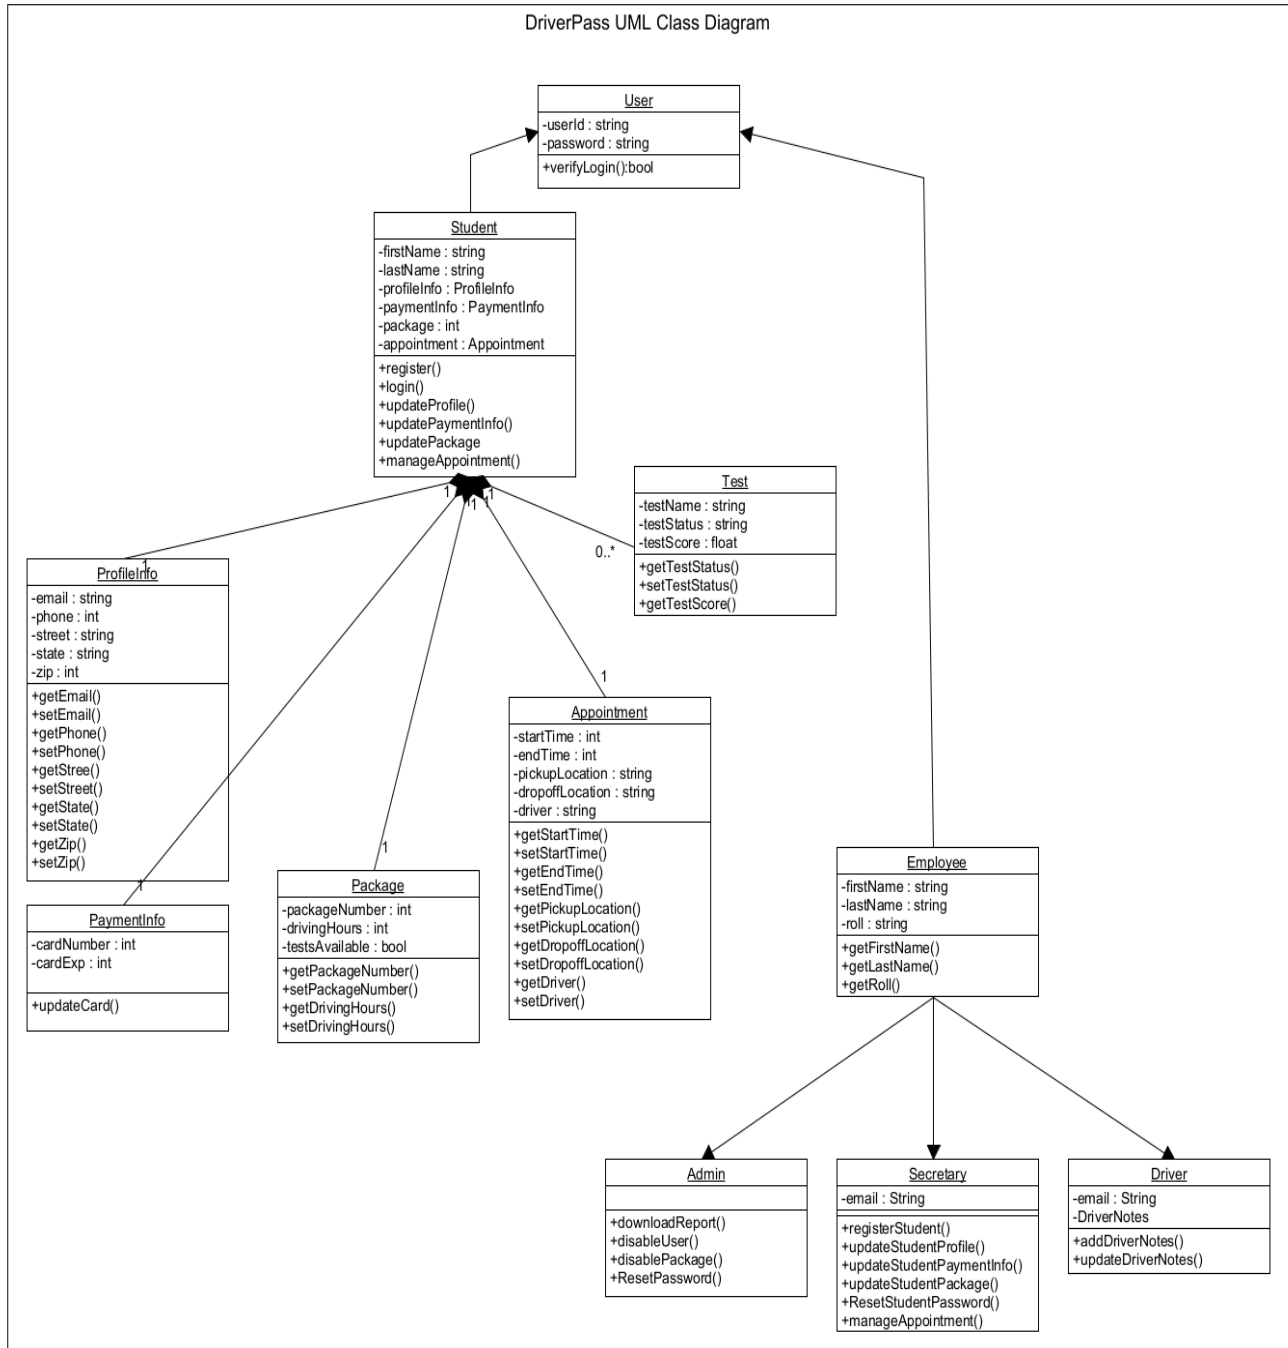 DriverPass UML Class Diagram
User
-userId : string
-password : string
+verifyLogin():bool
Student
-firstName : string
-lastName : string
-profileInfo : ProfileInfo
-paymentInfo : PaymentInfo
-package : int
-appointment : Appointment
+register()
+login()
+updateProfile()
+updatePaymentInfo()
+updatePackage
+manageAppointment()
1
1
1
1
1
Test
-testName : string
-testStatus : string
-testScore : float
+getTestStatus()
+setTestStatus()
+getTestScore()
0..*
1
ProfileInfo
-email : string
-phone : int
-street : string
-state : string
-zip : int
+getEmail()
+setEmail()
+getPhone()
+setPhone()
+getStree()
+setStreet()
+getState()
+setState()
+getZip()
+setZip()
1
PaymentInfo
-cardNumber : int
-cardExp : int
+updateCard()
1
Package
-packageNumber : int
-drivingHours : int
-testsAvailable : bool
+getPackageNumber()
+setPackageNumber()
+getDrivingHours()
+setDrivingHours()
1
Appointment
-startTime : int
-endTime : int
-pickupLocation : string
-dropoffLocation : string
-driver : string
+getStartTime()
+setStartTime()
+getEndTime()
+setEndTime()
+getPickupLocation()
+setPickupLocation()
+getDropoffLocation()
+setDropoffLocation()
+getDriver()
+setDriver()
Employee
-firstName : string
-lastName : string
-roll : string
+getFirstName()
+getLastName()
+getRoll()
Admin
+downloadReport()
+disableUser()
+disablePackage()
+ResetPassword()
Secretary
-email : String
+registerStudent()
+updateStudentProfile()
+updateStudentPaymentInfo()
+updateStudentPackage()
+ResetStudentPassword()
+manageAppointment()
Driver
-email : String
-DriverNotes
+addDriverNotes()
+updateDriverNotes()